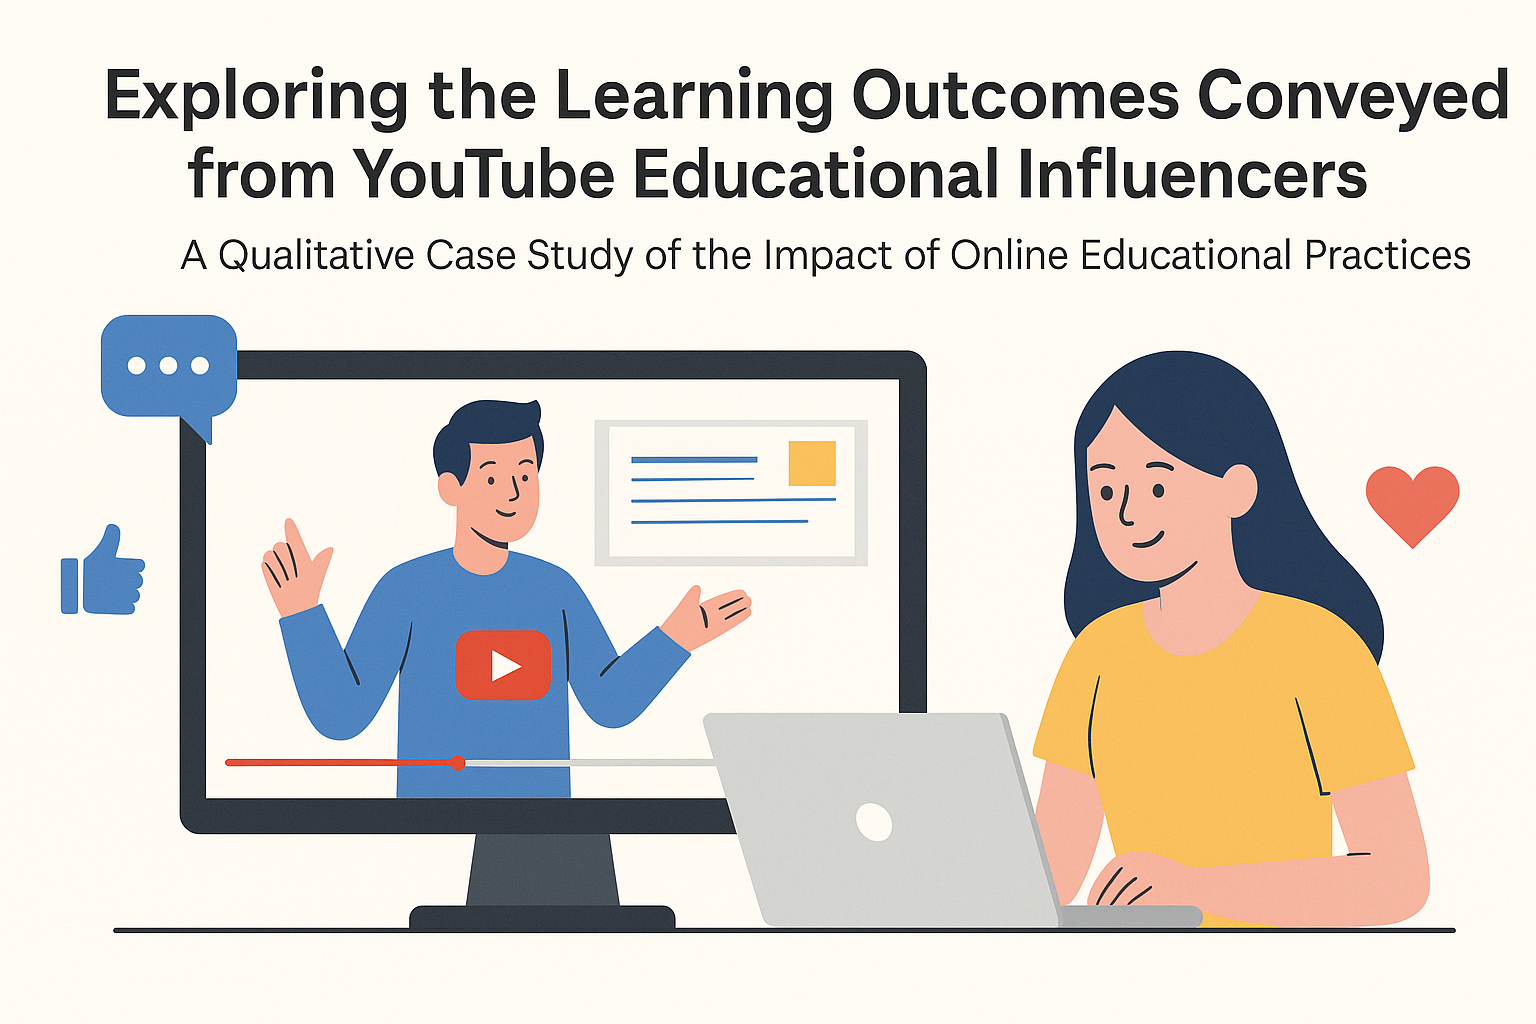 Exploring the Learning Outcomes Conveyed
from YouTube Educational Influencers
A Qualitative Case Study of the Impact of Online Educational Practices